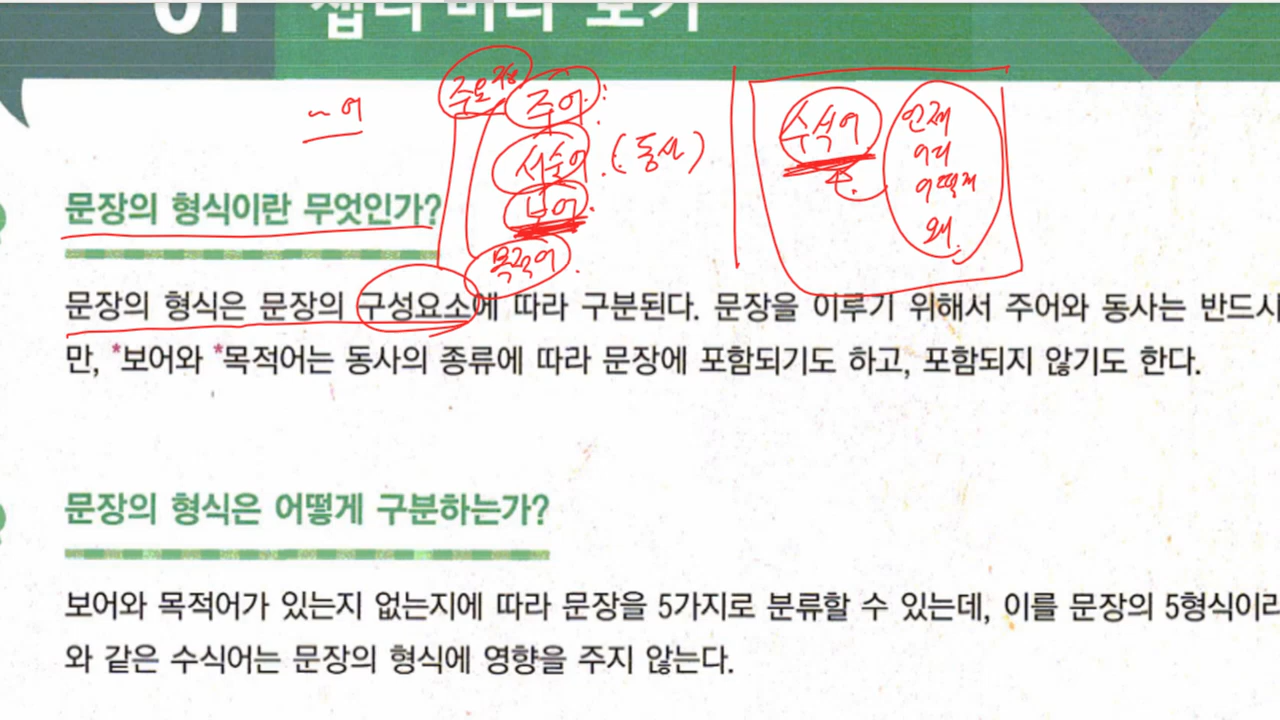 01 챕터 미리 보기
~어
주요성
주어
서술어 (동사)
보어
목적어
수식어
언제
어디
어떻게
왜
문장의 형식이란 무엇인가?
문장의 형식은 문장의 구성요소에 따라 구분된다. 문장을 이루기 위해서 주어와 동사는 반드시
만, *보어와 *목적어는 동사의 종류에 따라 문장에 포함되기도 하고, 포함되지 않기도 한다.
문장의 형식은 어떻게 구분하는가?
보어와 목적어가 있는지 없는지에 따라 문장을 5가지로 분류할 수 있는데, 이를 문장의 5형식이라
와 같은 수식어는 문장의 형식에 영향을 주지 않는다.